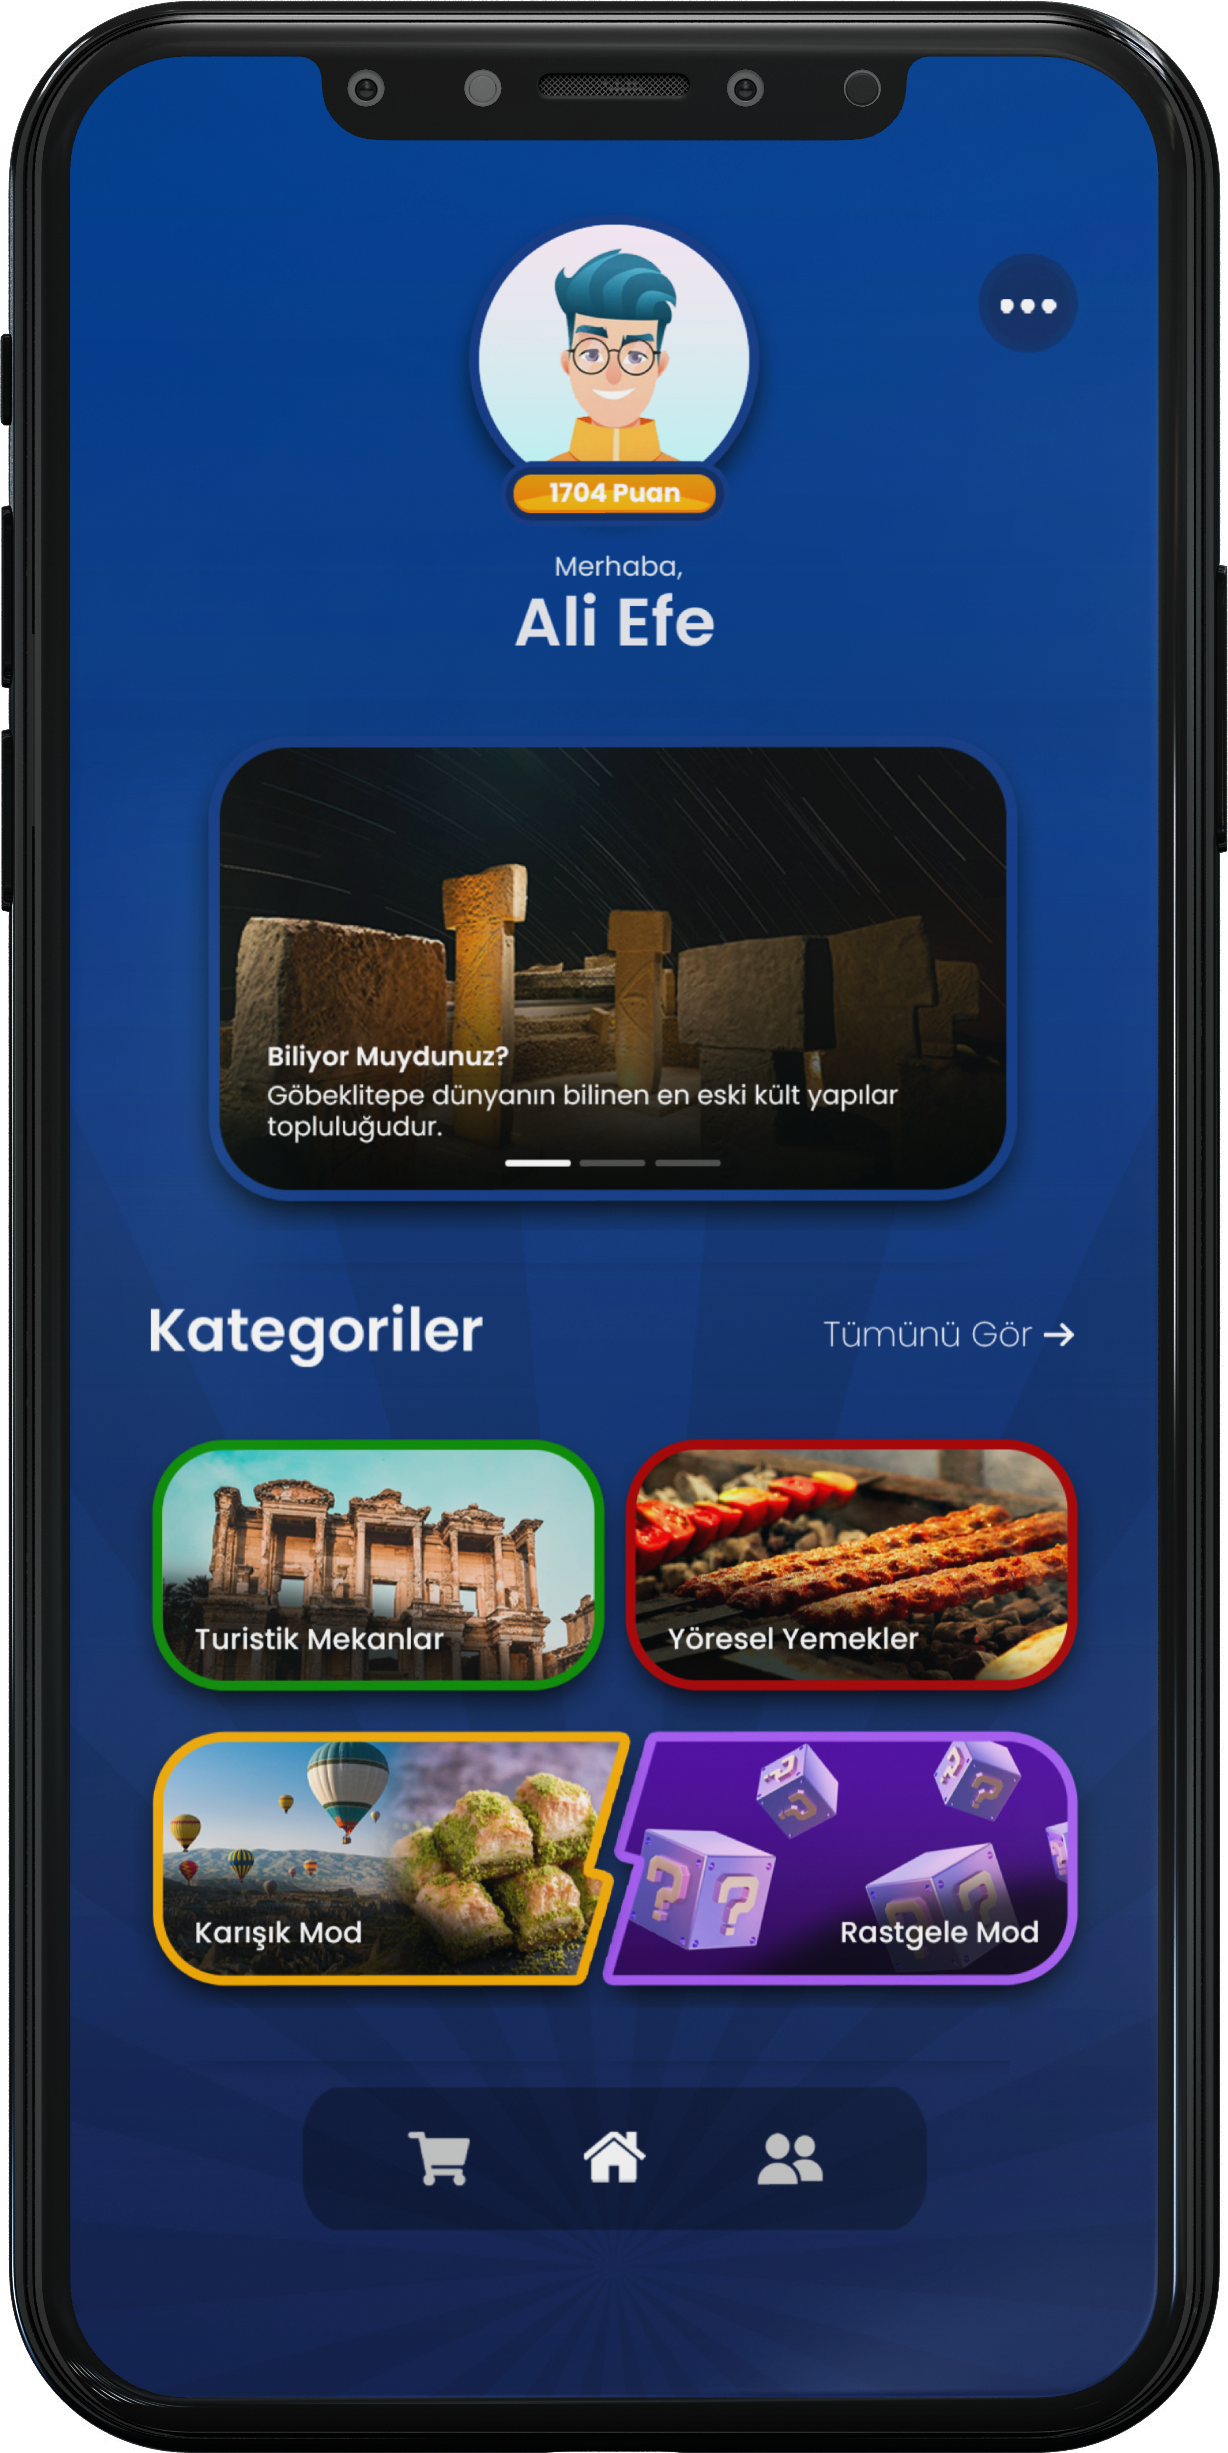 1704 Puan
Merhaba,
Ali Efe
Biliyor Muydunuz?
Göbeklitepe dünyanın bilinen en eski kült yapılar
topluluğudur.
Kategoriler
Tümünü Gör →
Turistik Mekanlar
Yöresel Yemekler
Karışık Mod
Rastgele Mod